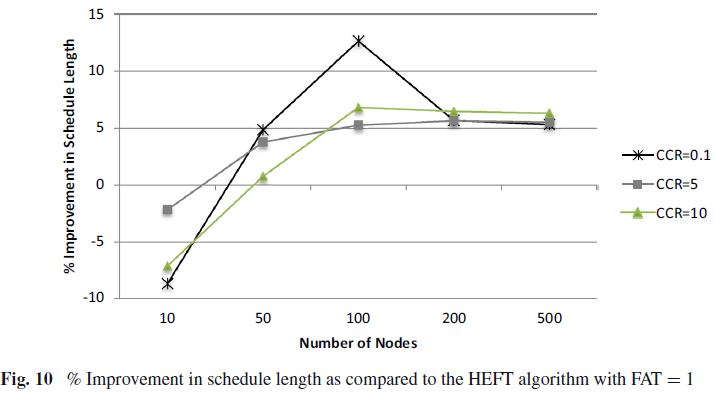 15
10
5
0
-5
-10
% Improvement in Schedule Length
10 50 100 200 500
Number of Nodes
CCR=0.1
CCR=5
CCR=10
Fig. 10 % Improvement in schedule length as compared to the HEFT algorithm with FAT = 1